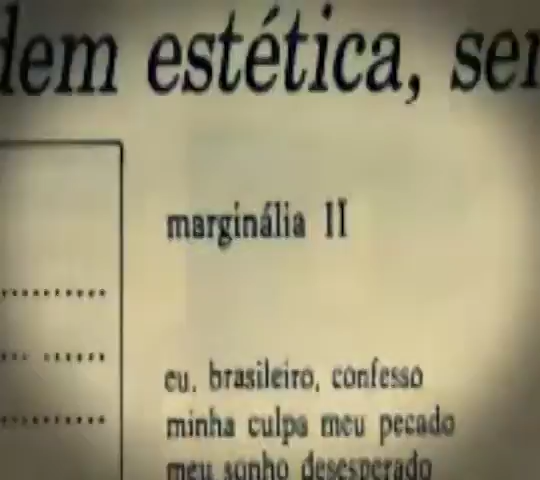 dem estética, ser
marginália II
eu, brasileiro, confesso
minha culpa meu pecado
meu sonho desesperado